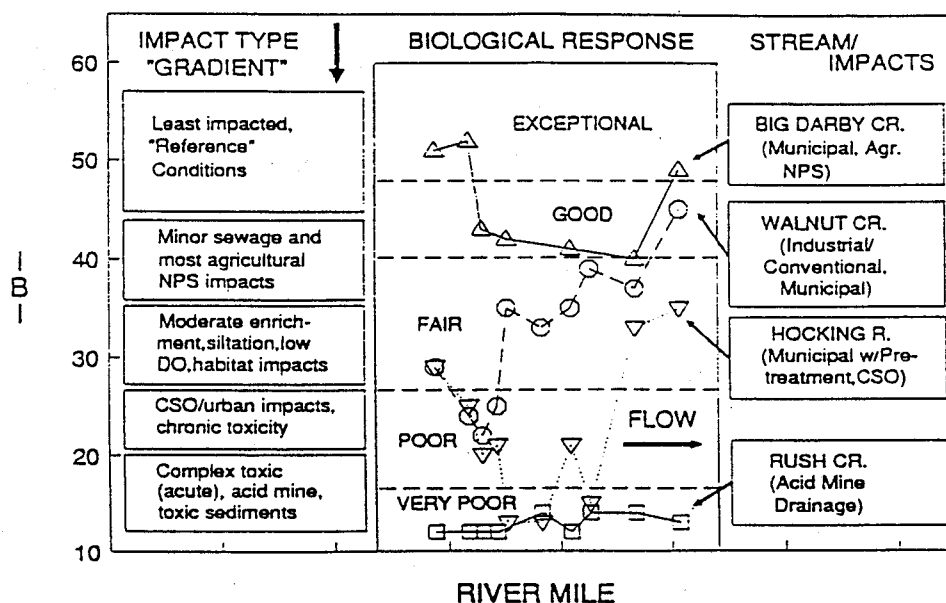 IMPACT TYPE
"GRADIENT"
BIOLOGICAL RESPONSE
STREAM/
IMPACTS
60
50
40
30
20
10
IBI
Least impacted,
"Reference"
Conditions
Minor sewage and
most agricultural
NPS impacts
Moderate enrich-
ment,siltation,low
DO,habitat impacts
CSO/urban impacts,
chronic toxicity
Complex toxic
(acute), acid mine,
toxic sediments
EXCEPTIONAL
GOOD
FAIR
POOR
VERY POOR
FLOW
BIG DARBY CR.
(Municipal, Agr.
NPS)
WALNUT CR.
(Industrial/
Conventional,
Municipal)
HOCKING R.
(Municipal w/Pre-
treatment,CSO)
RUSH CR.
(Acid Mine
Drainage)
RIVER MILE